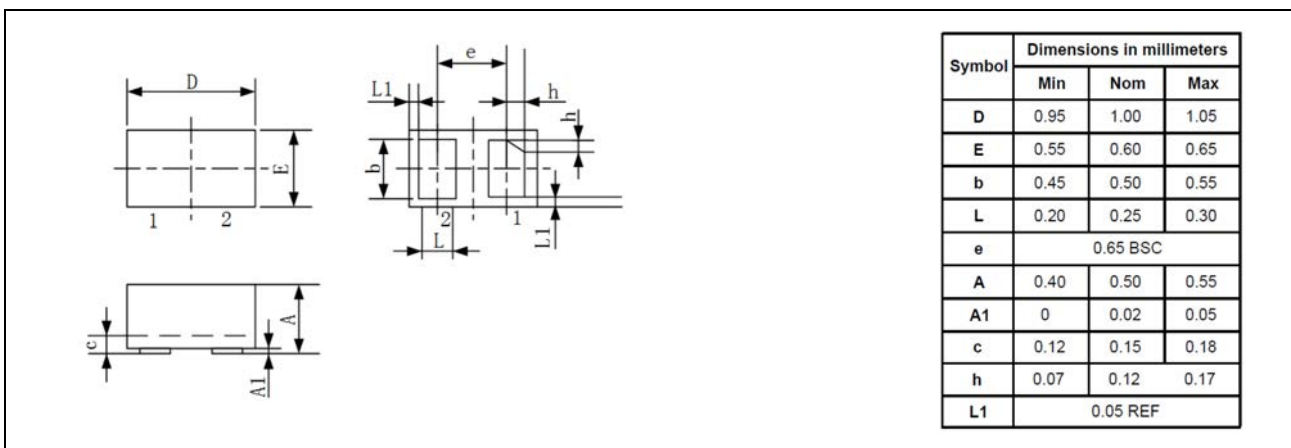 D
E
1 2
e
L1
h
h
b
2 1
L
L1
A
c
A1
Symbol Dimensions in millimeters
Min Nom Max
D 0.95 1.00 1.05
E 0.55 0.60 0.65
b 0.45 0.50 0.55
L 0.20 0.25 0.30
e 0.65 BSC
A 0.40 0.50 0.55
A1 0 0.02 0.05
c 0.12 0.15 0.18
h 0.07 0.12 0.17
L1 0.05 REF